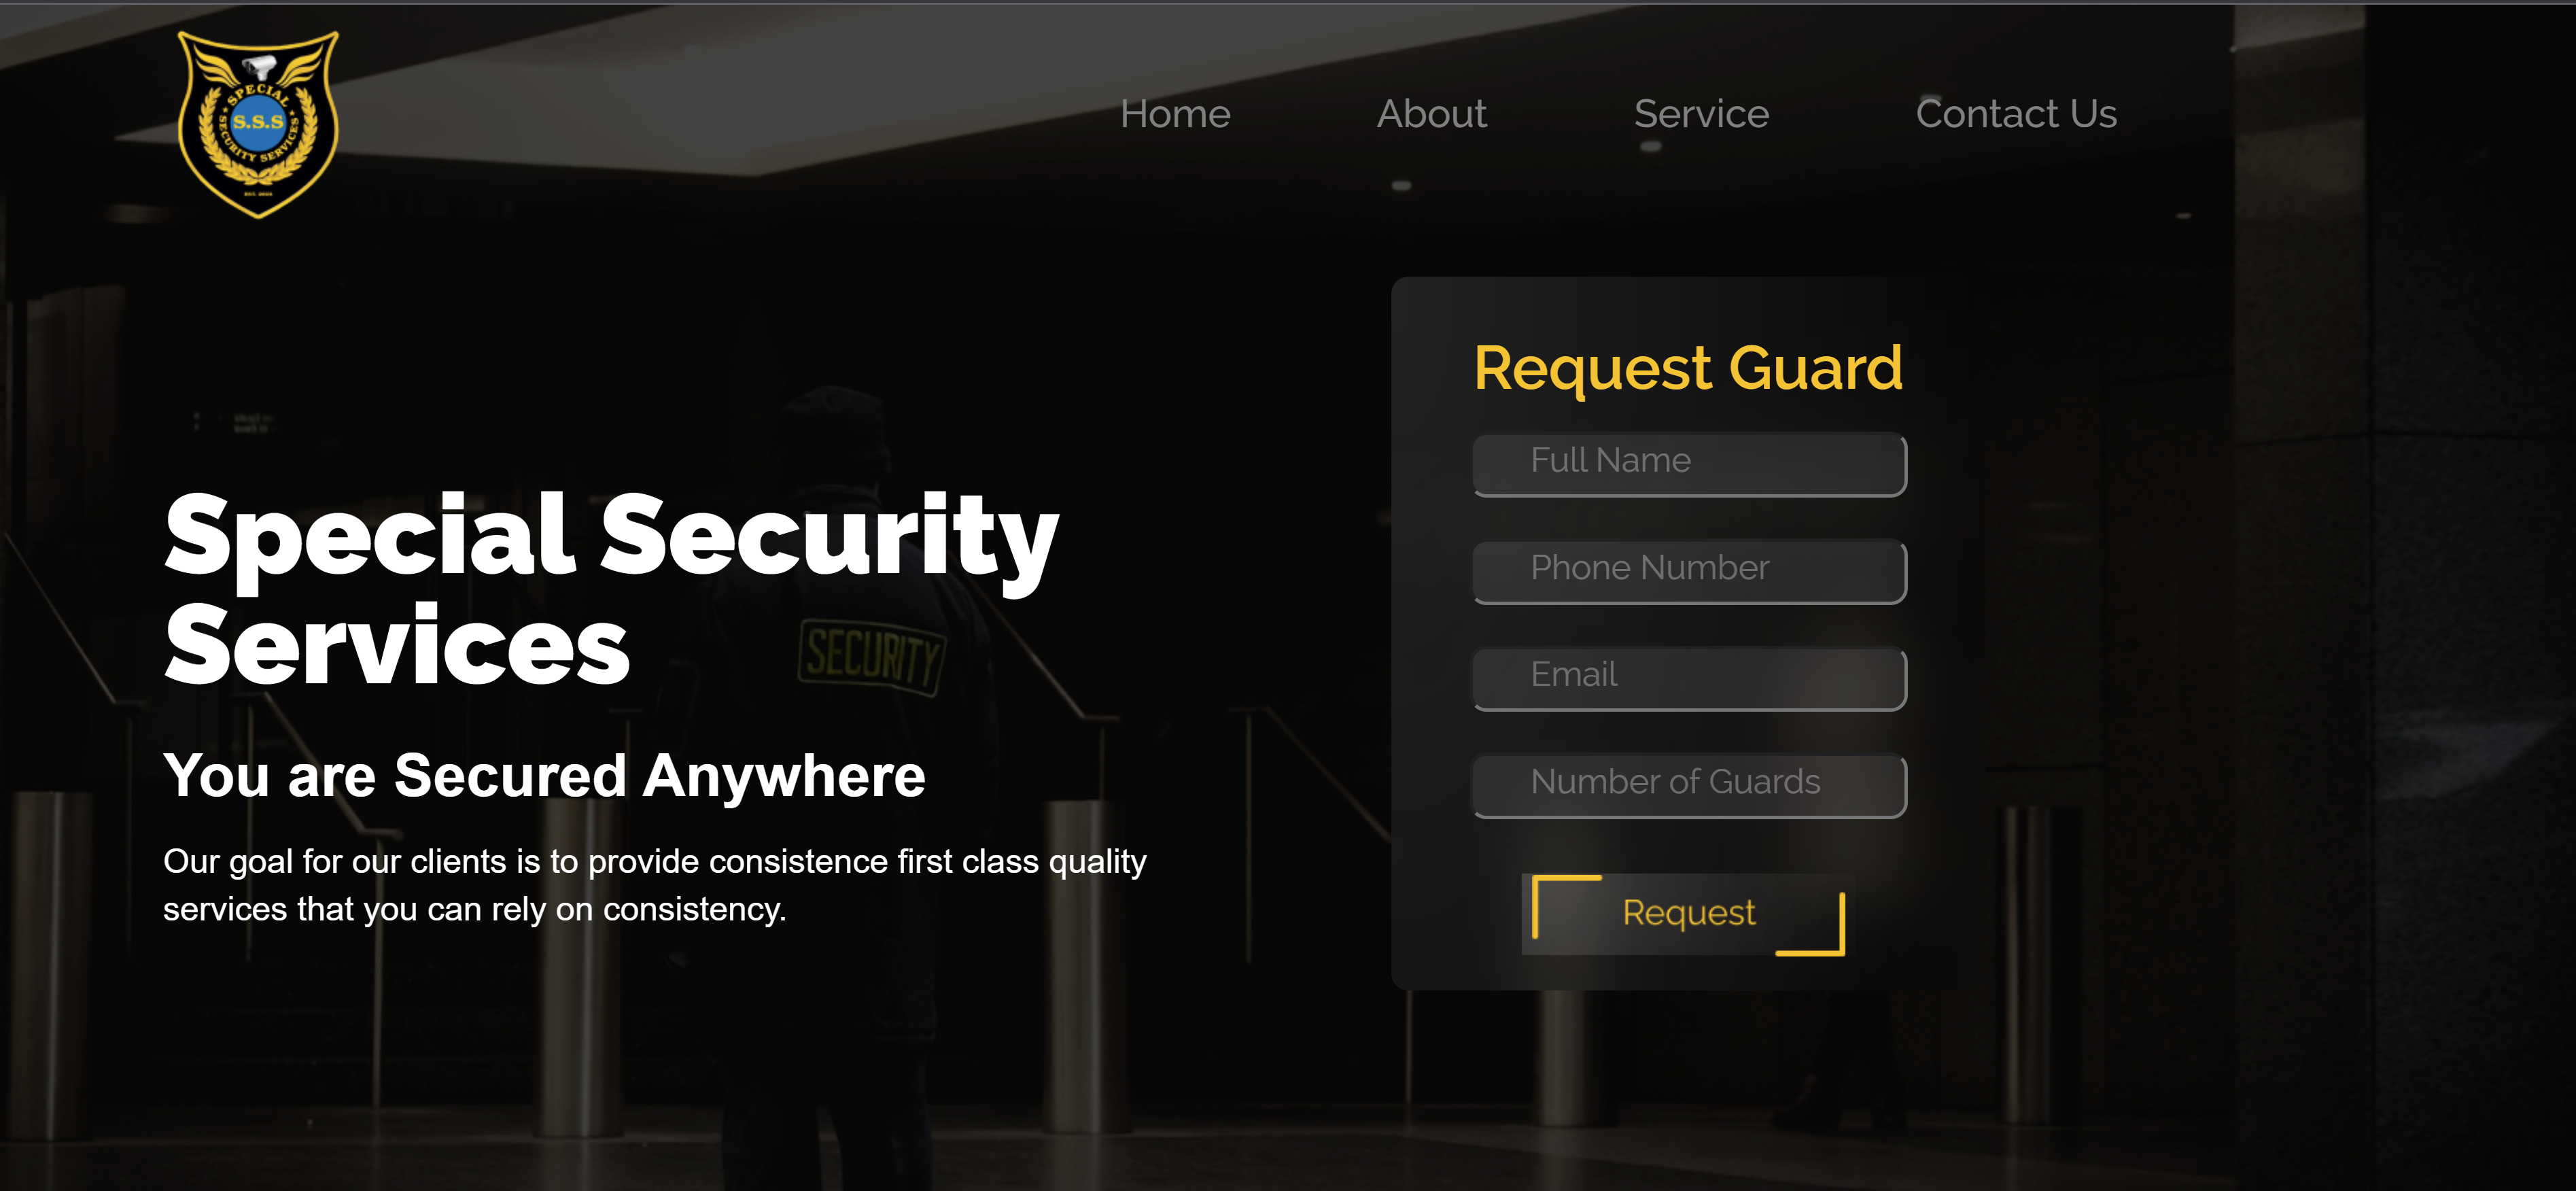 SPECIAL
S.S.S
SECURITY SERVICES
Home
About
Service
Contact Us
Special Security
Services
SECURITY
You are Secured Anywhere
Our goal for our clients is to provide consistence first class quality
services that you can rely on consistency.
Request Guard
Full Name
Phone Number
Email
Number of Guards
Request